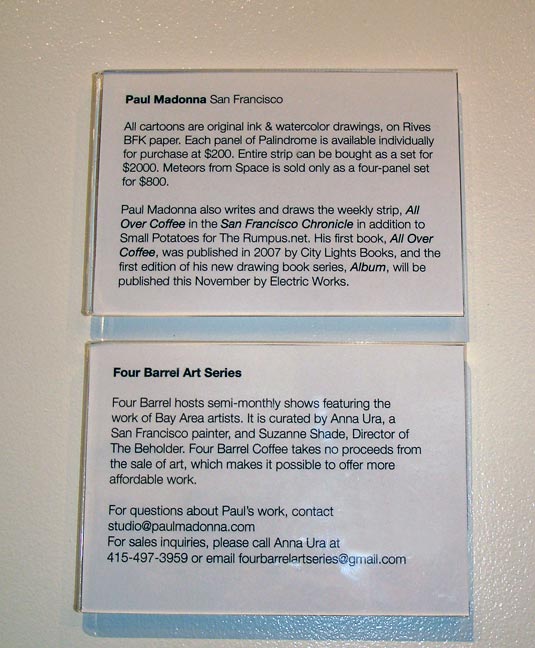 Paul Madonna San Francisco
All cartoons are original ink & watercolor drawings, on Rives
BFK paper. Each panel of Palindrome is available individually
for purchase at $200. Entire strip can be bought as a set for
$2000. Meteors from Space is sold only as a four-panel set
for $800.
Paul Madonna also writes and draws the weekly strip, All
Over Coffee in the San Francisco Chronicle in addition to
Small Potatoes for The Rumpus.net. His first book, All Over
Coffee, was published in 2007 by City Lights Books, and the
first edition of his new drawing book series, Album, will be
published this November by Electric Works.
Four Barrel Art Series
Four Barrel hosts semi-monthly shows featuring the
work of Bay Area artists. It is curated by Anna Ura, a
San Francisco painter, and Suzanne Shade, Director of
The Beholder. Four Barrel Coffee takes no proceeds from
the sale of art, which makes it possible to offer more
affordable work.
For questions about Paul's work, contact
studio@paulmadonna.com
For sales inquiries, please call Anna Ura at
415-497-3959 or email fourbarrelartseries@gmail.com